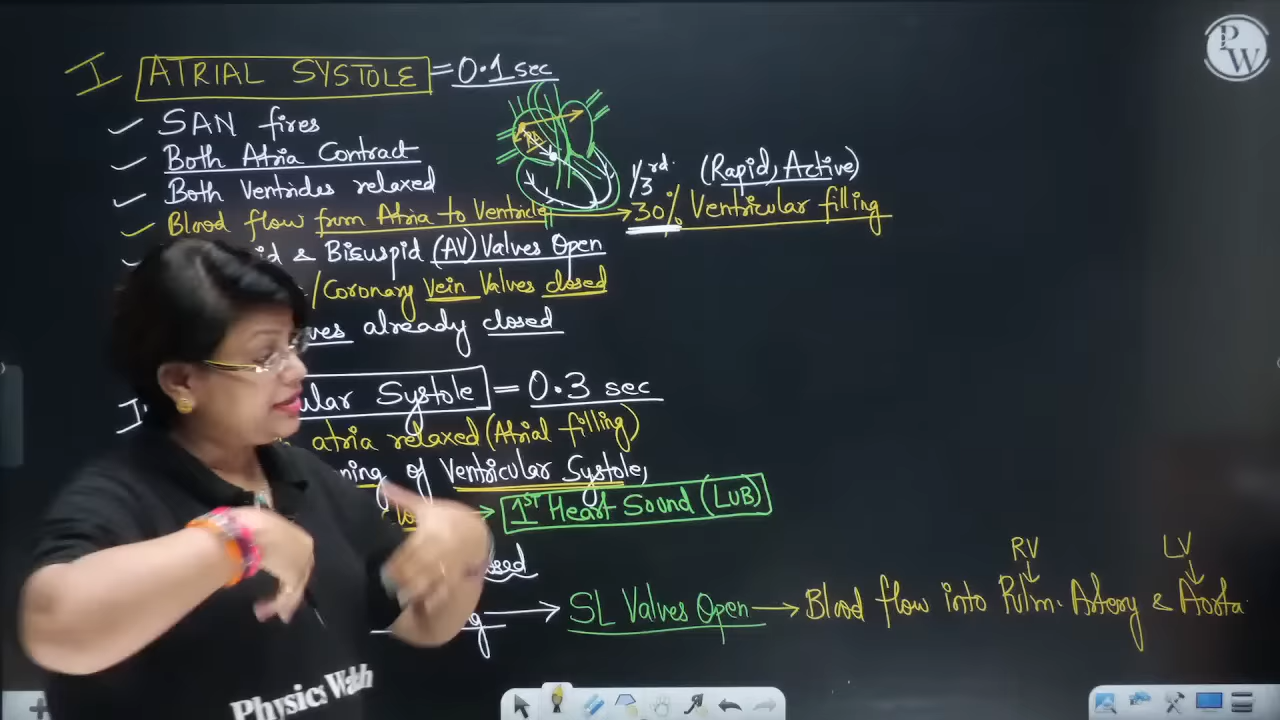 PW
I ATRIAL SYSTOLE = 0.1 sec
SAN fires
Both Atria Contract
Both Ventricles relaxed
RA
1/3rd. (Rapid, Active)
Blood flow from Atria to Ventricle → 30% Ventricular filling
& Bicuspid (AV) Valves Open
/Coronary Vein Valves closed
already closed
Systole = 0.3 sec
atria relaxed (Atrial filling)
of Ventricular Systole,
→ 1ST Heart Sound (LUB)
RV LV
→ SL Valves Open → Blood flow into Pulm. Artery & Aorta
Physics Wallah